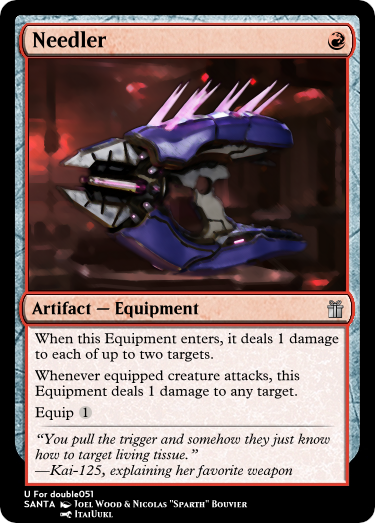 Needler
Artifact — Equipment
When this Equipment enters, it deals 1 damage
to each of up to two targets.
Whenever equipped creature attacks, this
Equipment deals 1 damage to any target.
Equip 1
“You pull the trigger and somehow they just know
how to target living tissue.”
—Kai-125, explaining her favorite weapon
U For double051
SANTA Joel Wood & Nicolas "Sparth" Bouvier
ItaiUukl